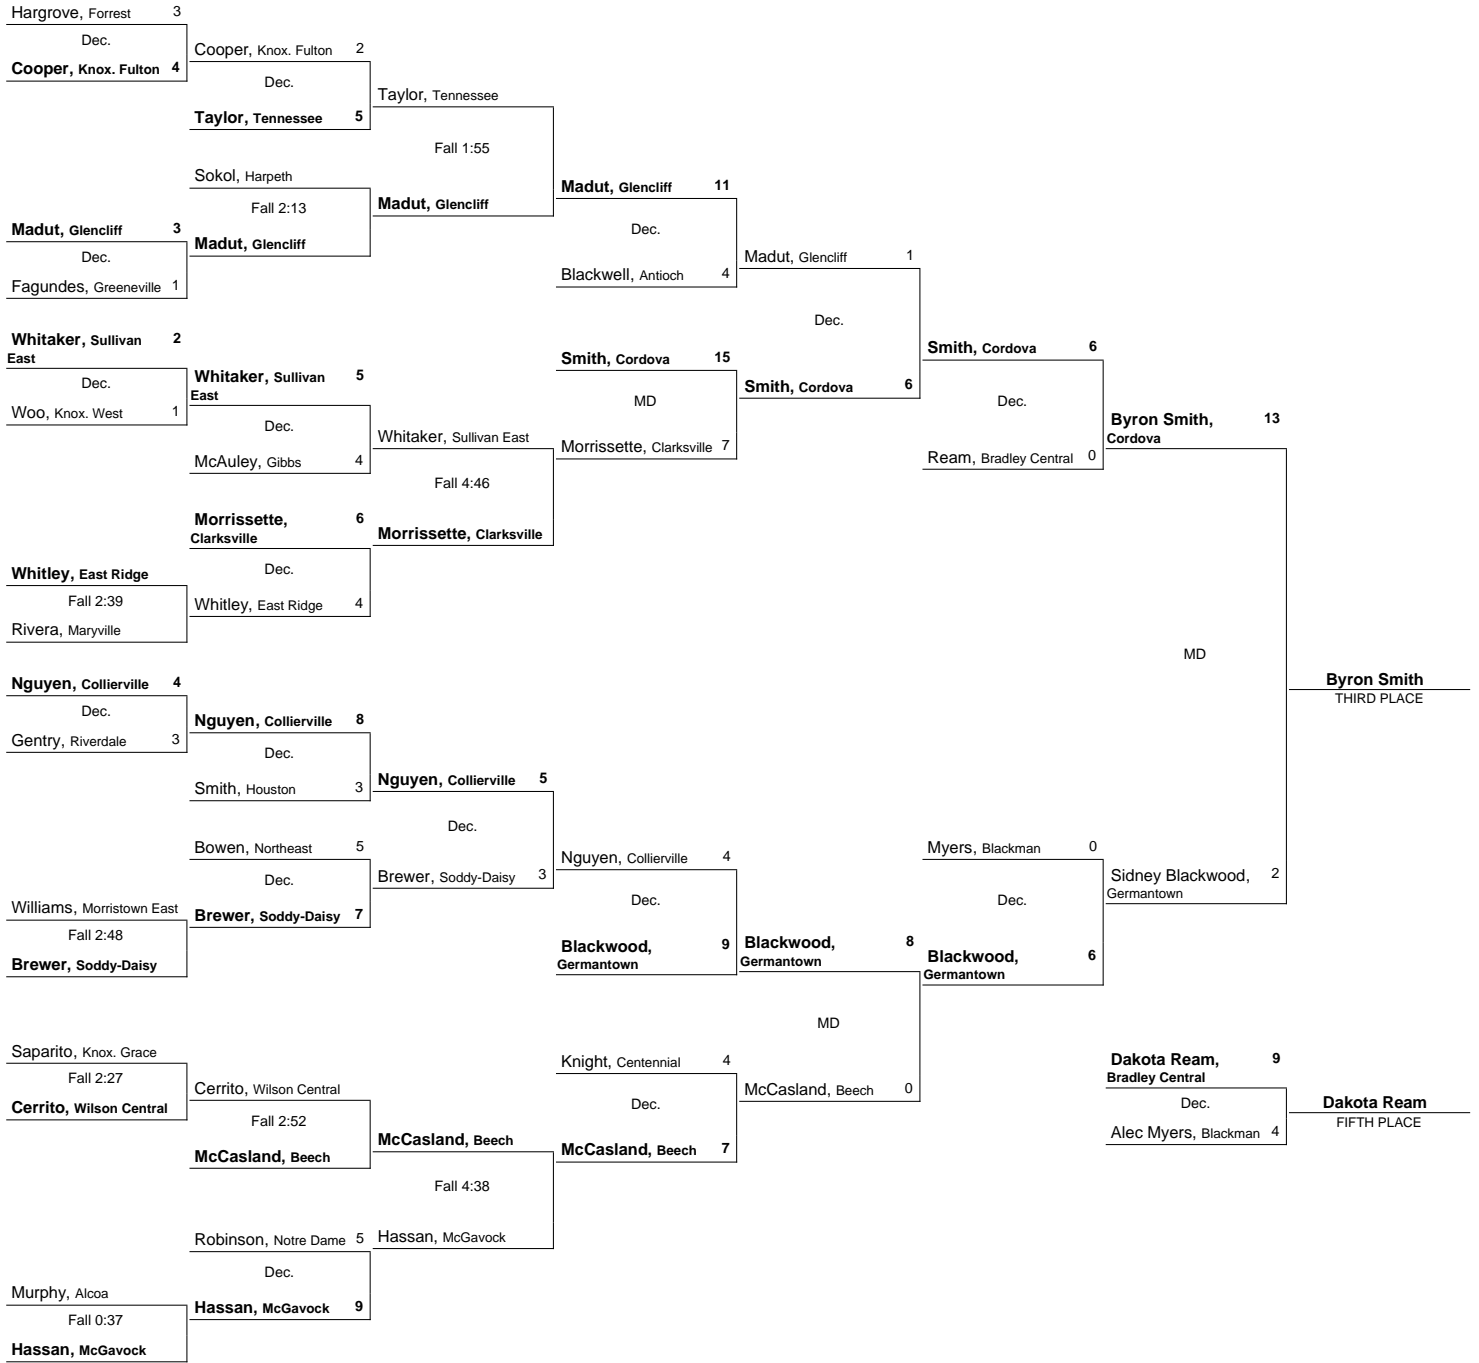 Hargrove, Forrest 3
Dec.
Cooper, Knox. Fulton 4
Cooper, Knox. Fulton 2
Dec.
Taylor, Tennessee 5
Taylor, Tennessee
Fall 1:55
Madut, Glencliff
Sokol, Harpeth
Fall 2:13
Madut, Glencliff
Madut, Glencliff 3
Dec.
Fagundes, Greeneville 1
Madut, Glencliff 11
Dec.
Blackwell, Antioch 4
Madut, Glencliff 1
Dec.
Smith, Cordova 6
Whitaker, Sullivan 2
East
Dec.
Woo, Knox. West 1
Whitaker, Sullivan 5
East
Dec.
McAuley, Gibbs 4
Whitaker, Sullivan East
Fall 4:46
Morrissette, Clarksville
Morrissette, 6
Clarksville
Dec.
Whitley, East Ridge 4
Whitley, East Ridge
Fall 2:39
Rivera, Maryville
Smith, Cordova 15
MD
Morrissette, Clarksville 7
Smith, Cordova 6
Dec.
Ream, Bradley Central 0
Byron Smith, 13
Cordova
MD
Byron Smith
THIRD PLACE
Nguyen, Collierville 4
Dec.
Gentry, Riverdale 3
Nguyen, Collierville 8
Dec.
Smith, Houston 3
Nguyen, Collierville 5
Dec.
Brewer, Soddy-Daisy 3
Bowen, Northeast 5
Dec.
Brewer, Soddy-Daisy 7
Williams, Morristown East
Fall 2:48
Brewer, Soddy-Daisy
Nguyen, Collierville 4
Dec.
Blackwood, 9
Germantown
Blackwood, 8
Germantown
MD
McCasland, Beech 0
Myers, Blackman 0
Dec.
Blackwood, 6
Germantown
Sidney Blackwood, 2
Germantown
Saparito, Knox. Grace
Fall 2:27
Cerrito, Wilson Central
Cerrito, Wilson Central
Fall 2:52
McCasland, Beech
McCasland, Beech
Fall 4:38
Hassan, McGavock
Knight, Centennial 4
Dec.
McCasland, Beech 7
Robinson, Notre Dame 5
Dec.
Hassan, McGavock 9
Murphy, Alcoa
Fall 0:37
Hassan, McGavock
Dakota Ream, 9
Bradley Central
Dec.
Alec Myers, Blackman 4
Dakota Ream
FIFTH PLACE